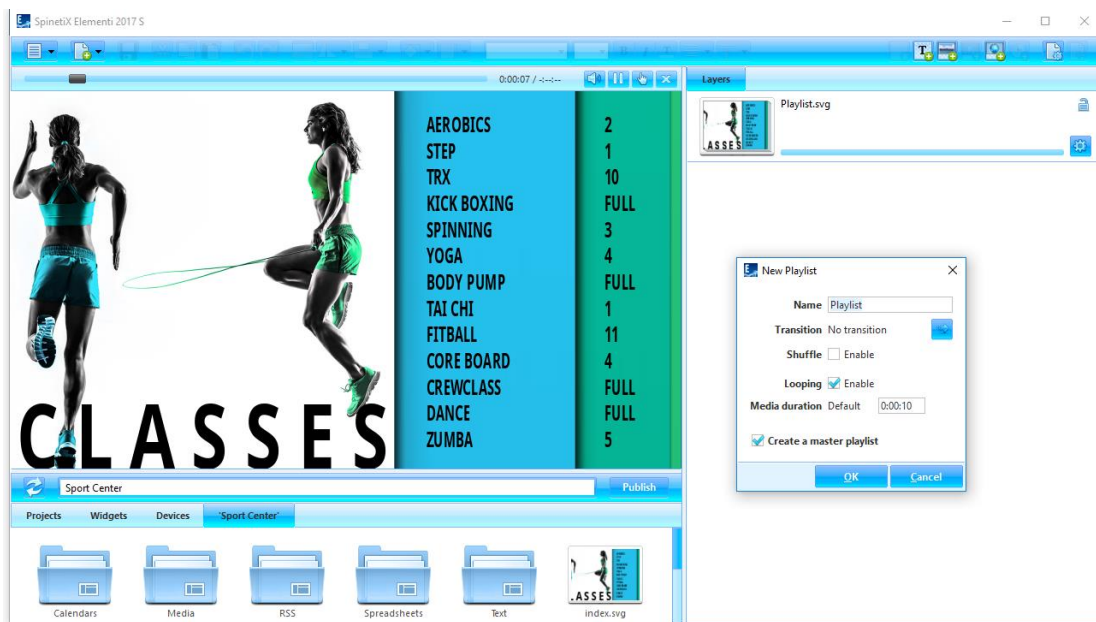 SpinetiX Elementi 2017 S
0:00:07 / -:--:--
Layers
Playlist.svg
AEROBICS 2
STEP 1
TRX 10
KICK BOXING FULL
SPINNING 3
YOGA 4
BODY PUMP FULL
TAI CHI 1
FITBALL 11
CORE BOARD 4
CREWCLASS FULL
DANCE FULL
ZUMBA 5
CLASSES
New Playlist
Name Playlist
Transition No transition
Shuffle Enable
Looping Enable
Media duration Default 0:00:10
Create a master playlist
OK Cancel
Sport Center Publish
Projects Widgets Devices 'Sport Center'
Calendars Media RSS Spreadsheets Text index.svg